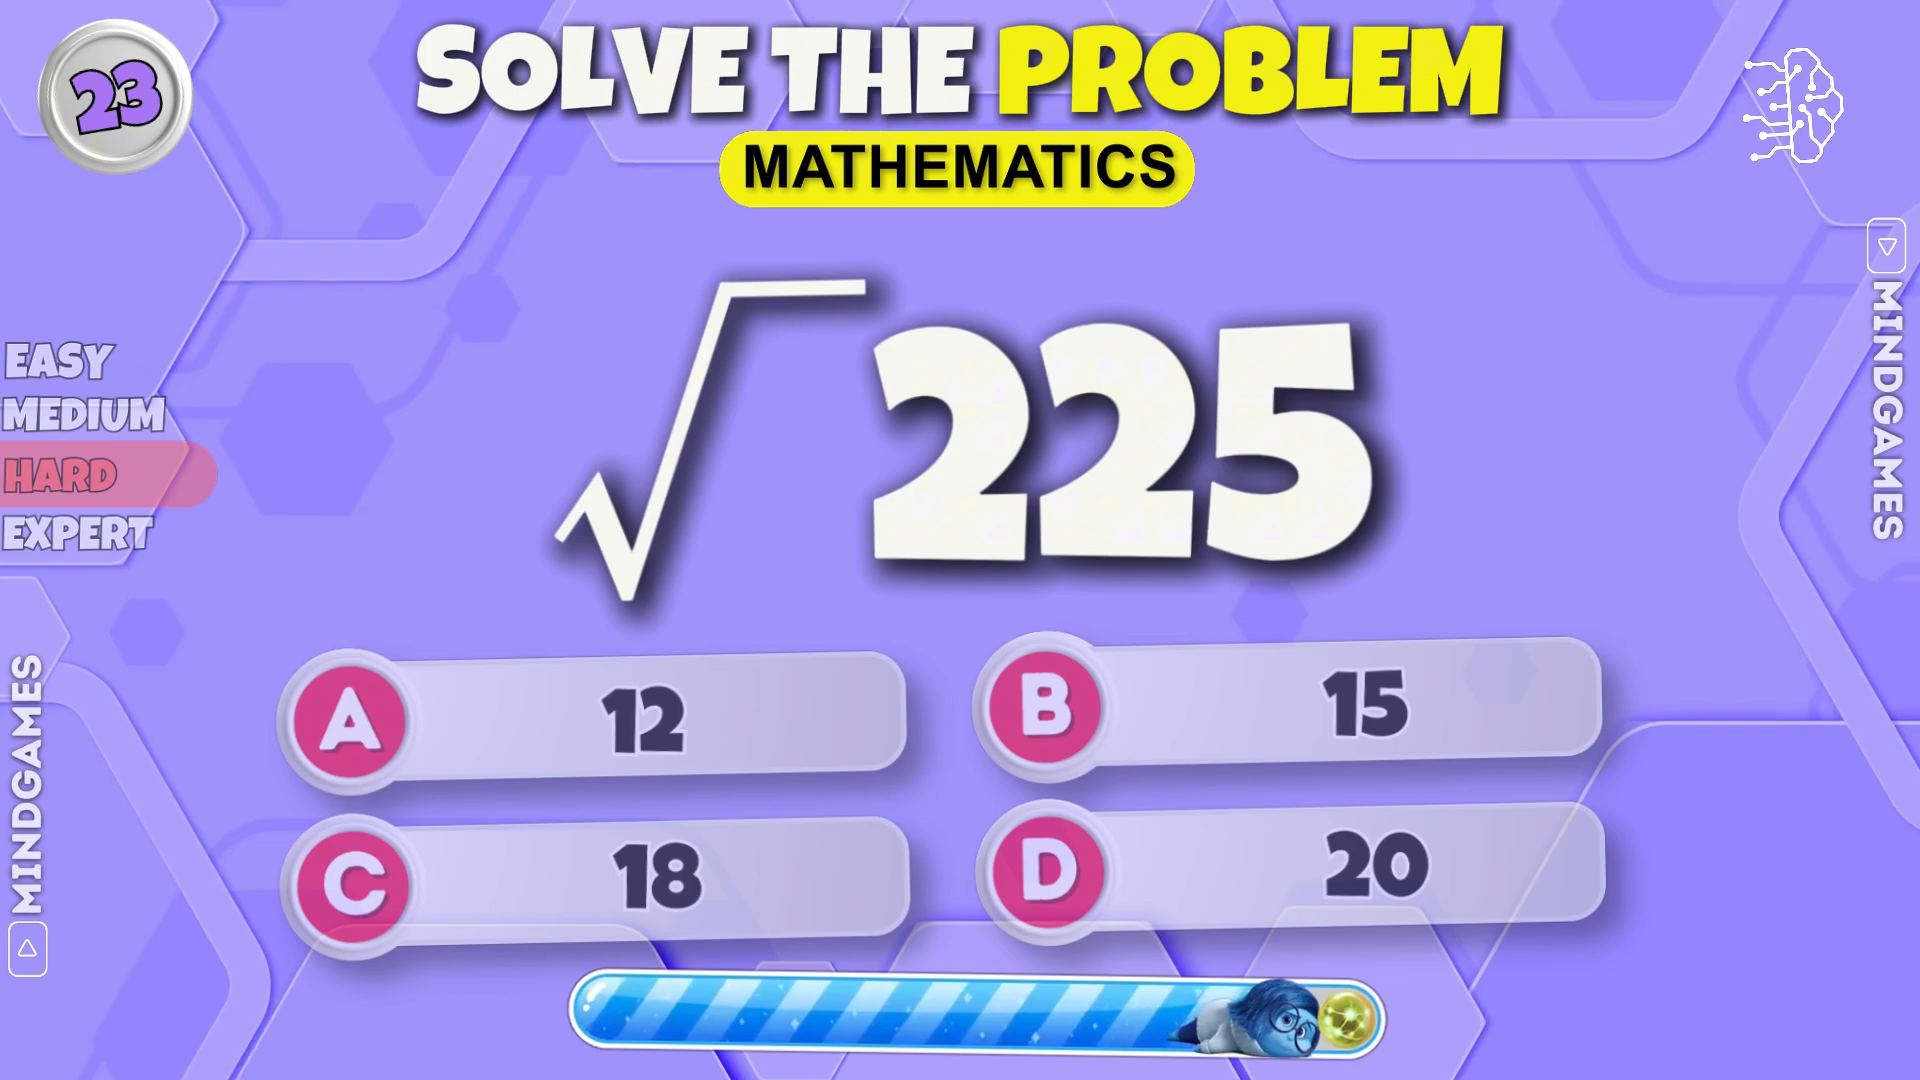 23
SOLVE THE PROBLEM
MATHEMATICS
√225
EASY
MEDIUM
HARD
EXPERT
A 12
B 15
C 18
D 20
MINDGAMES
MINDGAMES